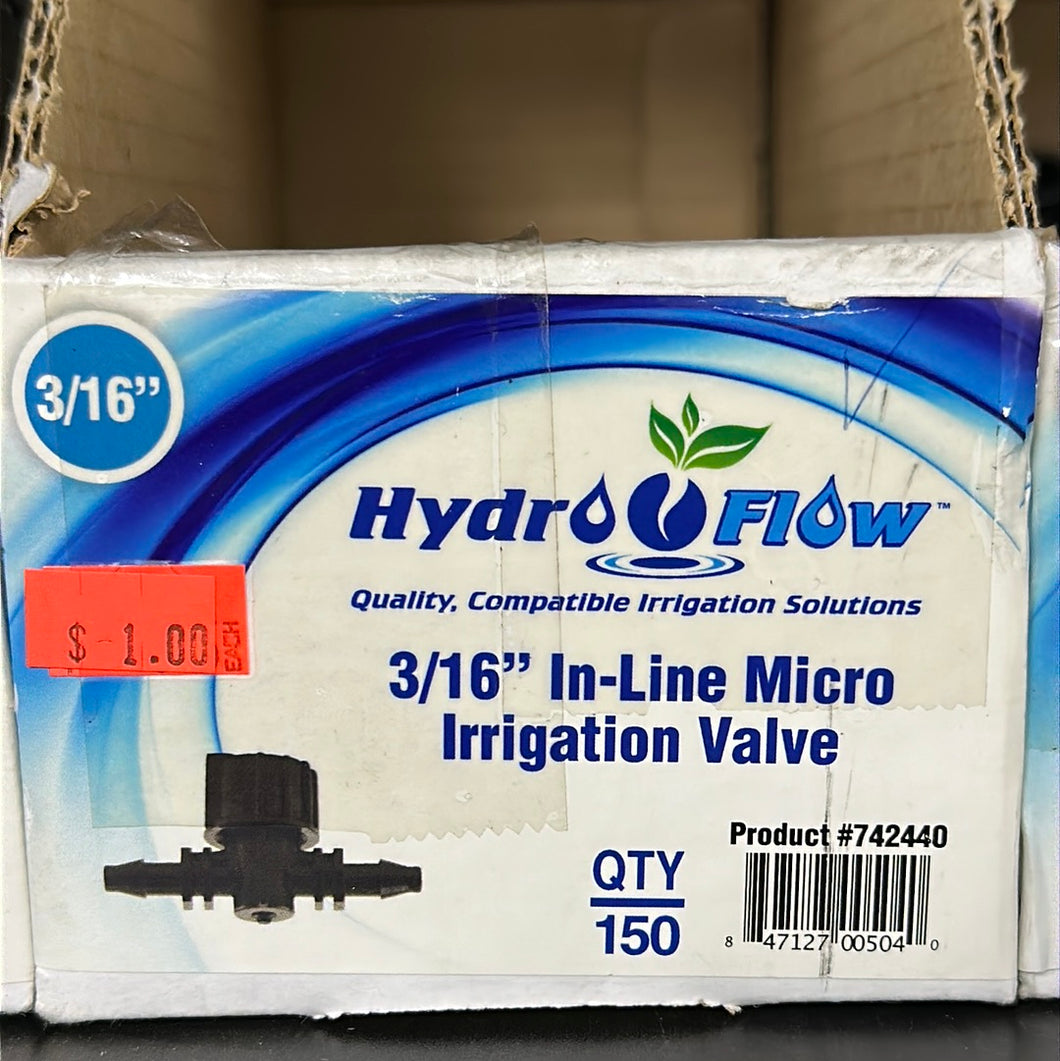 3/16”
Hydro Flow™
Quality, Compatible Irrigation Solutions
$ 1.00 EACH
3/16” In-Line Micro
Irrigation Valve
Product #742440
QTY
150
8 47127 00504 0